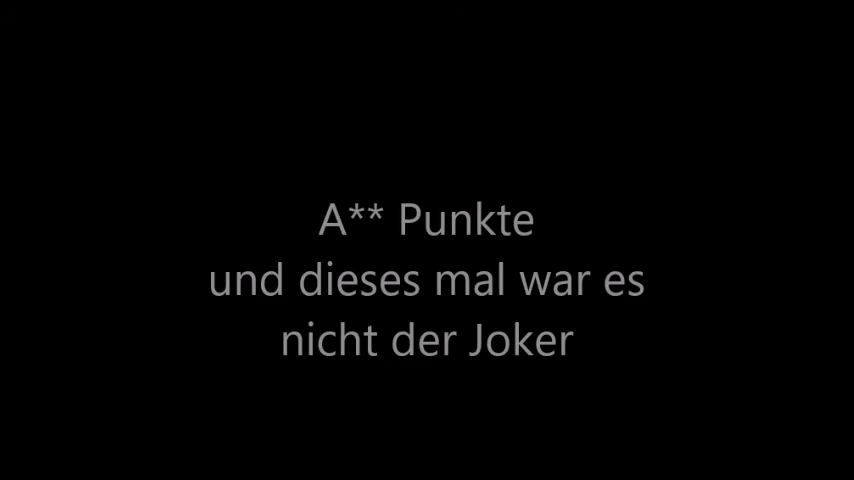 A** Punkte
und dieses mal war es
nicht der Joker